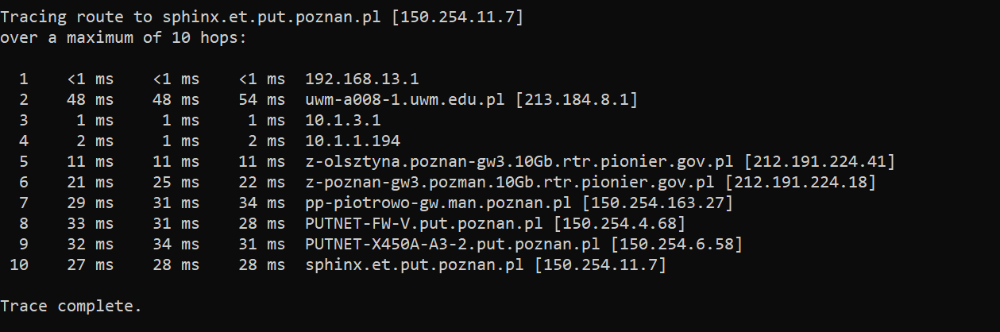 Tracing route to sphinx.et.put.poznan.pl [150.254.11.7]
over a maximum of 10 hops:

  1    <1 ms    <1 ms    <1 ms  192.168.13.1
  2    48 ms    48 ms    54 ms  uwm-a008-1.uwm.edu.pl [213.184.8.1]
  3     1 ms     1 ms     1 ms  10.1.3.1
  4     2 ms     1 ms     2 ms  10.1.1.194
  5    11 ms    11 ms    11 ms  z-olsztyna.poznan-gw3.10Gb.rtr.pionier.gov.pl [212.191.224.41]
  6    21 ms    25 ms    22 ms  z-poznan-gw3.pozman.10Gb.rtr.pionier.gov.pl [212.191.224.18]
  7    29 ms    31 ms    34 ms  pp-piotrowo-gw.man.poznan.pl [150.254.163.27]
  8    33 ms    31 ms    28 ms  PUTNET-FW-V.put.poznan.pl [150.254.4.68]
  9    32 ms    34 ms    31 ms  PUTNET-X450A-A3-2.put.poznan.pl [150.254.6.58]
 10    27 ms    28 ms    28 ms  sphinx.et.put.poznan.pl [150.254.11.7]

Trace complete.